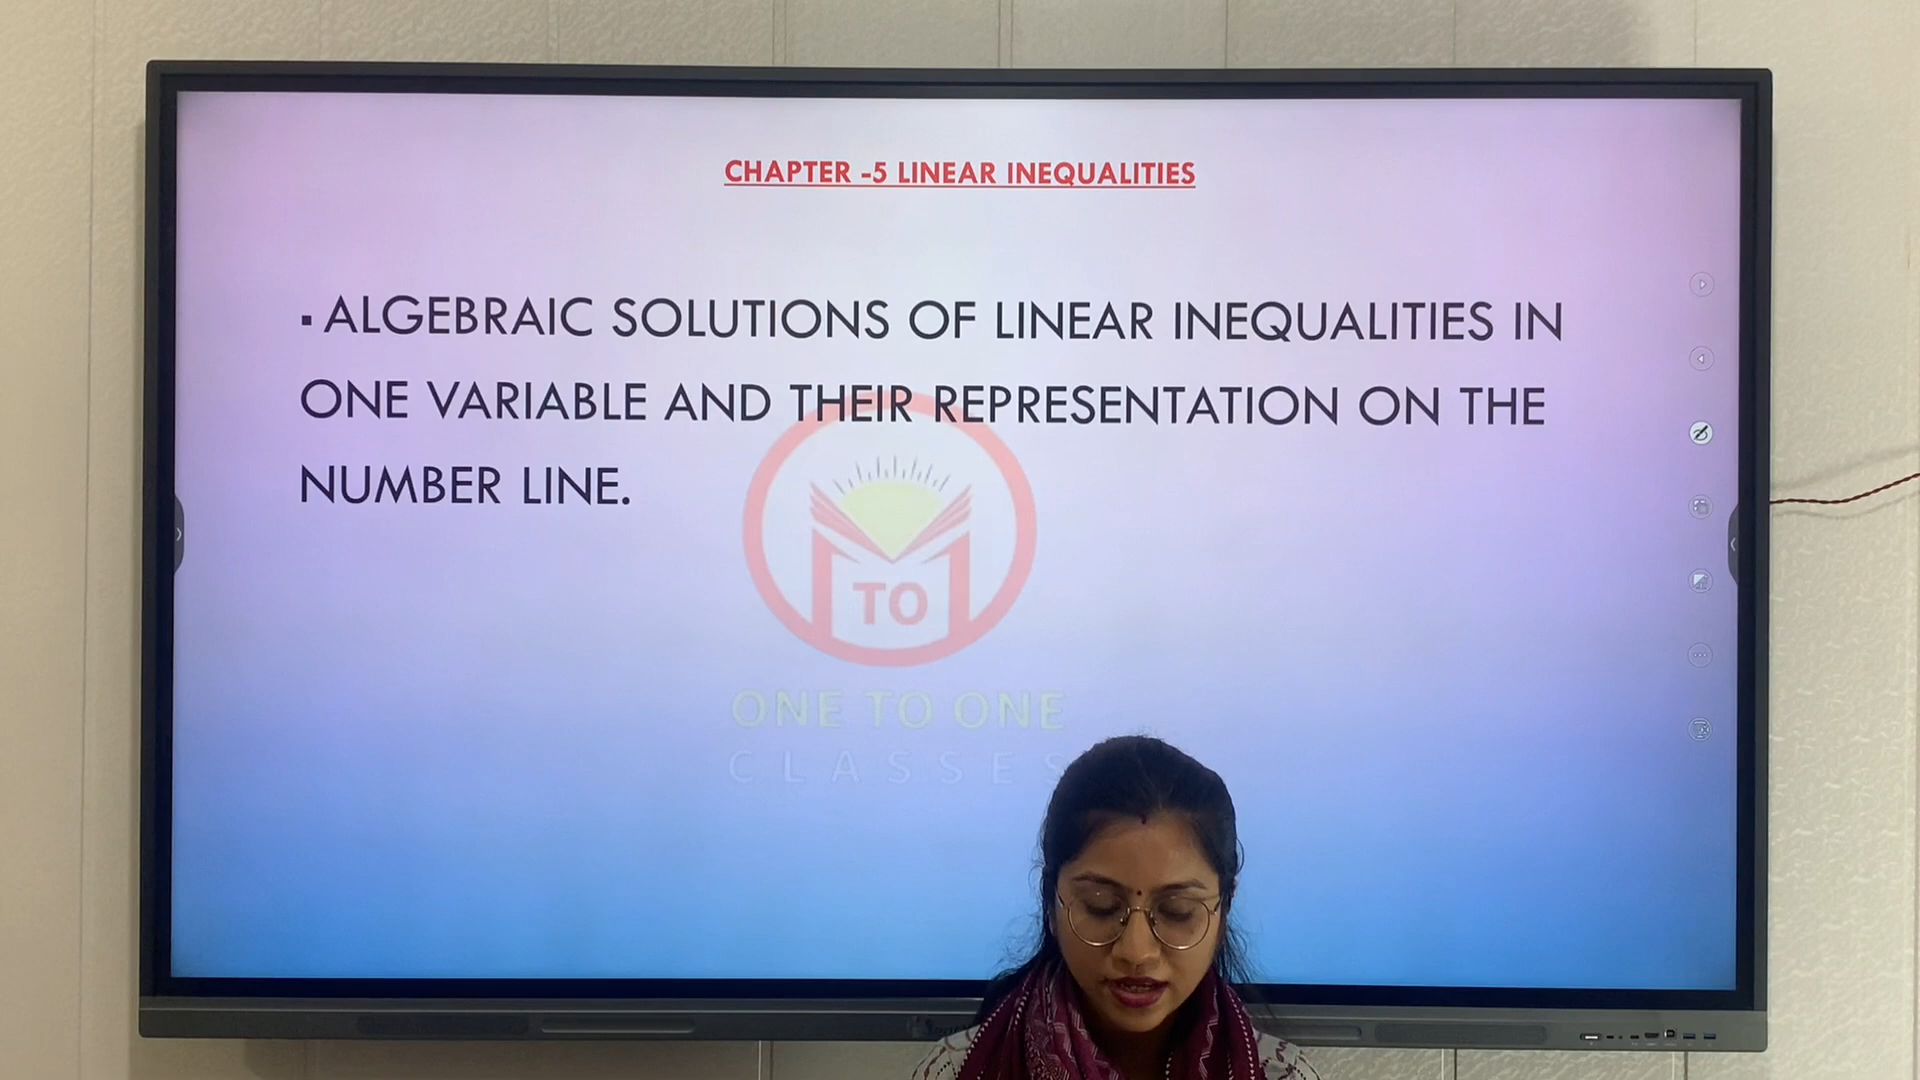 CHAPTER -5 LINEAR INEQUALITIES
▪ ALGEBRAIC SOLUTIONS OF LINEAR INEQUALITIES IN
ONE VARIABLE AND THEIR REPRESENTATION ON THE
NUMBER LINE.
TO
ONE TO ONE
CLASSES